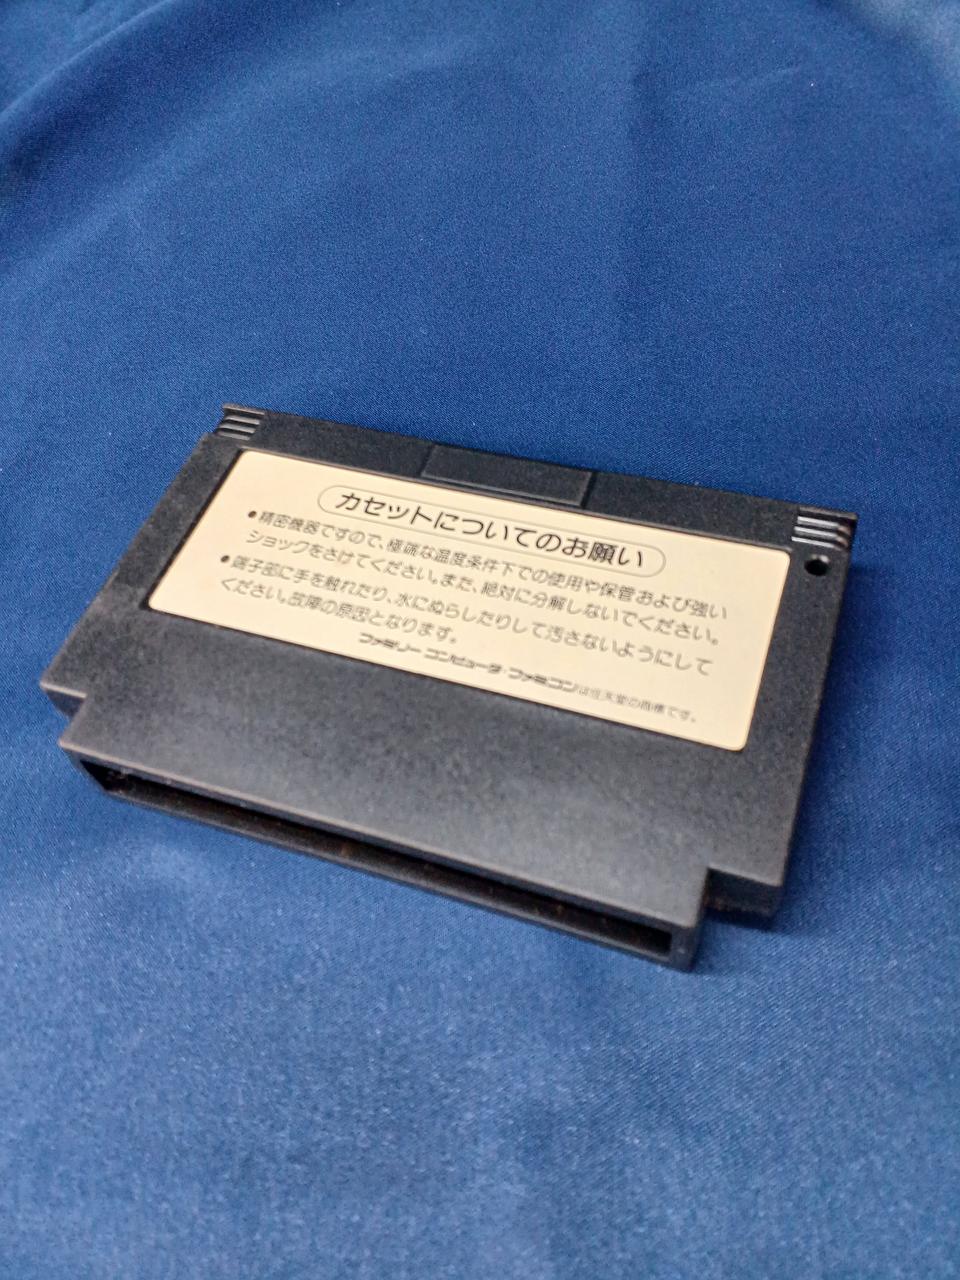 カセットについてのお願い
●精密機器ですので、極端な温度条件下での使用や保管および強い
ショックをさけてください。また、絶対に分解しないでください。
●端子部に手を触れたり、水にぬらしたりして汚さないようにして
ください。故障の原因となります。
ファミリー コンピュータ・ファミコンは任天堂の商標です。